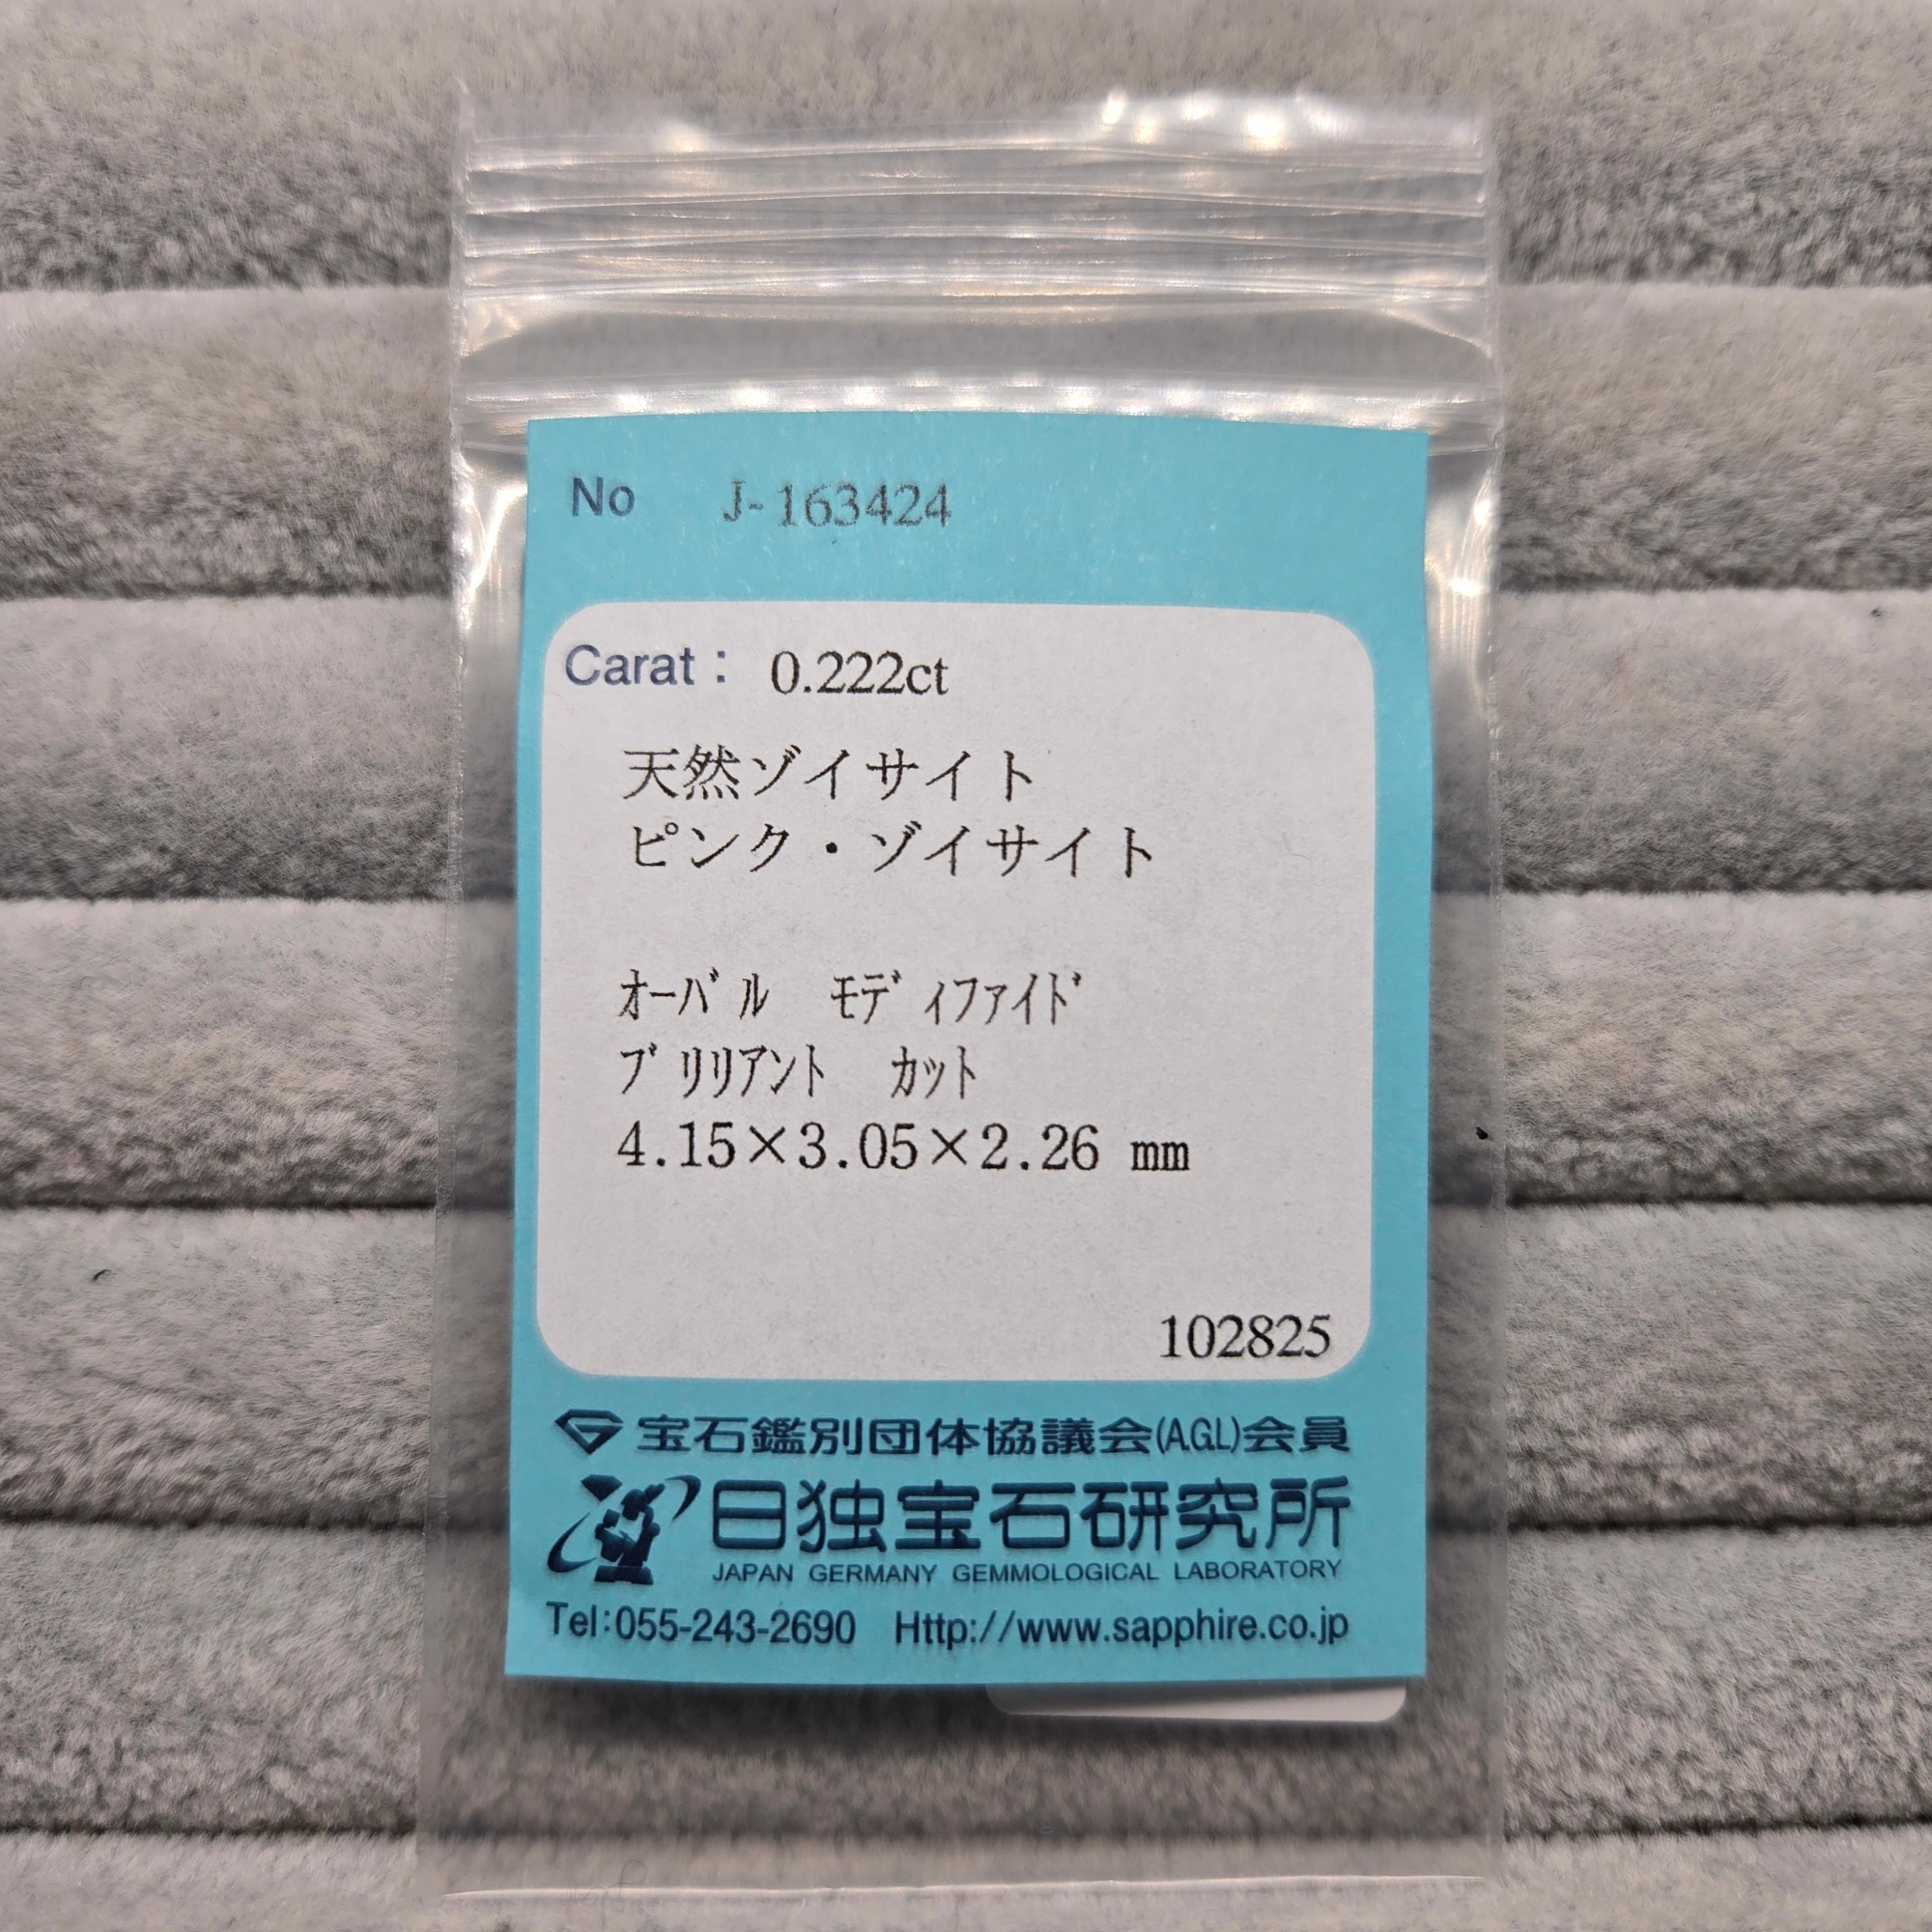 No J-163424
Carat： 0.222ct
天然ゾイサイト
ピンク・ゾイサイト
ｵｰﾊﾞﾙ ﾓﾃﾞｨﾌｧｲﾄﾞ
ﾌﾞﾘﾘｱﾝﾄ ｶｯﾄ
4.15×3.05×2.26 mm
102825
宝石鑑別団体協議会(AGL)会員
日独宝石研究所
JAPAN GERMANY GEMMOLOGICAL LABORATORY
Tel:055-243-2690 Http://www.sapphire.co.jp